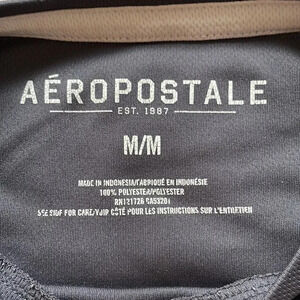 AÉROPOSTALE
EST. 1987
M/M
MADE IN INDONESIA/FABRIQUÉ EN INDONÉSIE
100% POLYESTER/POLYESTER
RN121726 CA53201
SEE SIDE FOR CARE/VOIR CÔTÉ POUR LES INSTRUCTIONS SUR L'ENTRETIEN